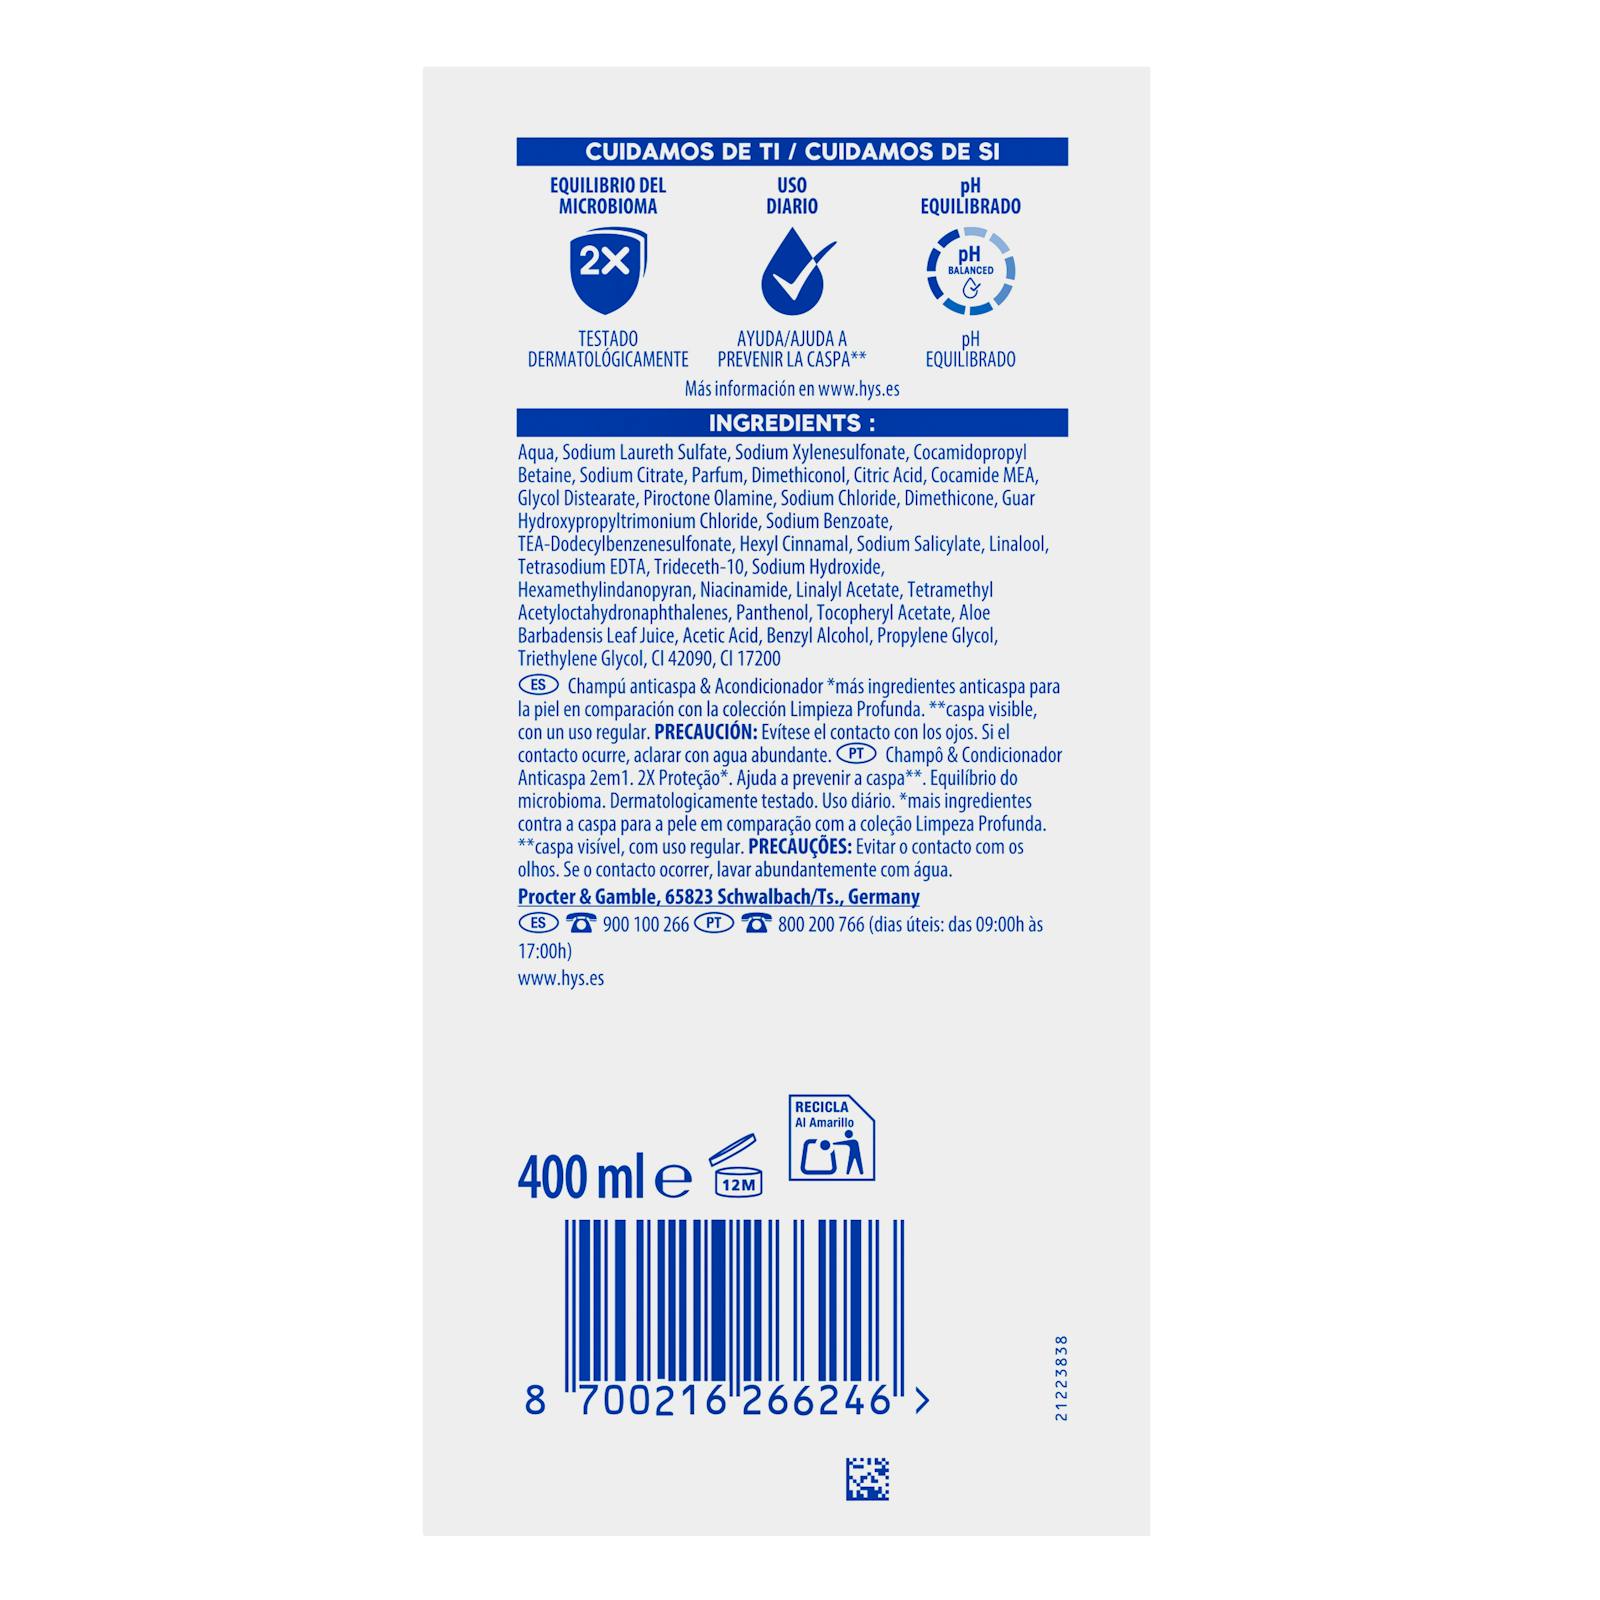 CUIDAMOS DE TI / CUIDAMOS DE SI
EQUILIBRIO DEL
MICROBIOMA
USO
DIARIO
pH
EQUILIBRADO
2X
pH
BALANCED
TESTADO
DERMATOLÓGICAMENTE
AYUDA/AJUDA A
PREVENIR LA CASPA**
pH
EQUILIBRADO
Más información en www.hys.es
INGREDIENTS :
Aqua, Sodium Laureth Sulfate, Sodium Xylenesulfonate, Cocamidopropyl
Betaine, Sodium Citrate, Parfum, Dimethiconol, Citric Acid, Cocamide MEA,
Glycol Distearate, Piroctone Olamine, Sodium Chloride, Dimethicone, Guar
Hydroxypropyltrimonium Chloride, Sodium Benzoate,
TEA-Dodecylbenzenesulfonate, Hexyl Cinnamal, Sodium Salicylate, Linalool,
Tetrasodium EDTA, Trideceth-10, Sodium Hydroxide,
Hexamethylindanopyran, Niacinamide, Linalyl Acetate, Tetramethyl
Acetyloctahydronaphthalenes, Panthenol, Tocopheryl Acetate, Aloe
Barbadensis Leaf Juice, Acetic Acid, Benzyl Alcohol, Propylene Glycol,
Triethylene Glycol, CI 42090, CI 17200
ES Champú anticaspa & Acondicionador *más ingredientes anticaspa para
la piel en comparación con la colección Limpieza Profunda. **caspa visible,
con un uso regular. PRECAUCIÓN: Evítese el contacto con los ojos. Si el
contacto ocurre, aclarar con agua abundante. PT Champô & Condicionador
Anticaspa 2em1. 2X Proteção*. Ajuda a prevenir a caspa**. Equilíbrio do
microbioma. Dermatologicamente testado. Uso diário. *mais ingredientes
contra a caspa para a pele em comparação com a coleção Limpeza Profunda.
**caspa visível, com uso regular. PRECAUÇÕES: Evitar o contacto com os
olhos. Se o contacto ocorrer, lavar abundantemente com água.
Procter & Gamble, 65823 Schwalbach/Ts., Germany
ES 900 100 266 PT 800 200 766 (dias úteis: das 09:00h às
17:00h)
www.hys.es
RECICLA
Al Amarillo
400 ml e
12M
8 700216 266246 >
21223838